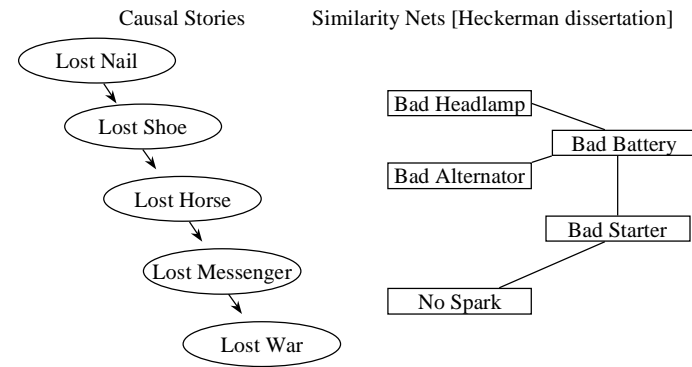 Causal Stories
Similarity Nets [Heckerman dissertation]
Lost Nail
Lost Shoe
Lost Horse
Lost Messenger
Lost War
Bad Headlamp
Bad Battery
Bad Alternator
Bad Starter
No Spark